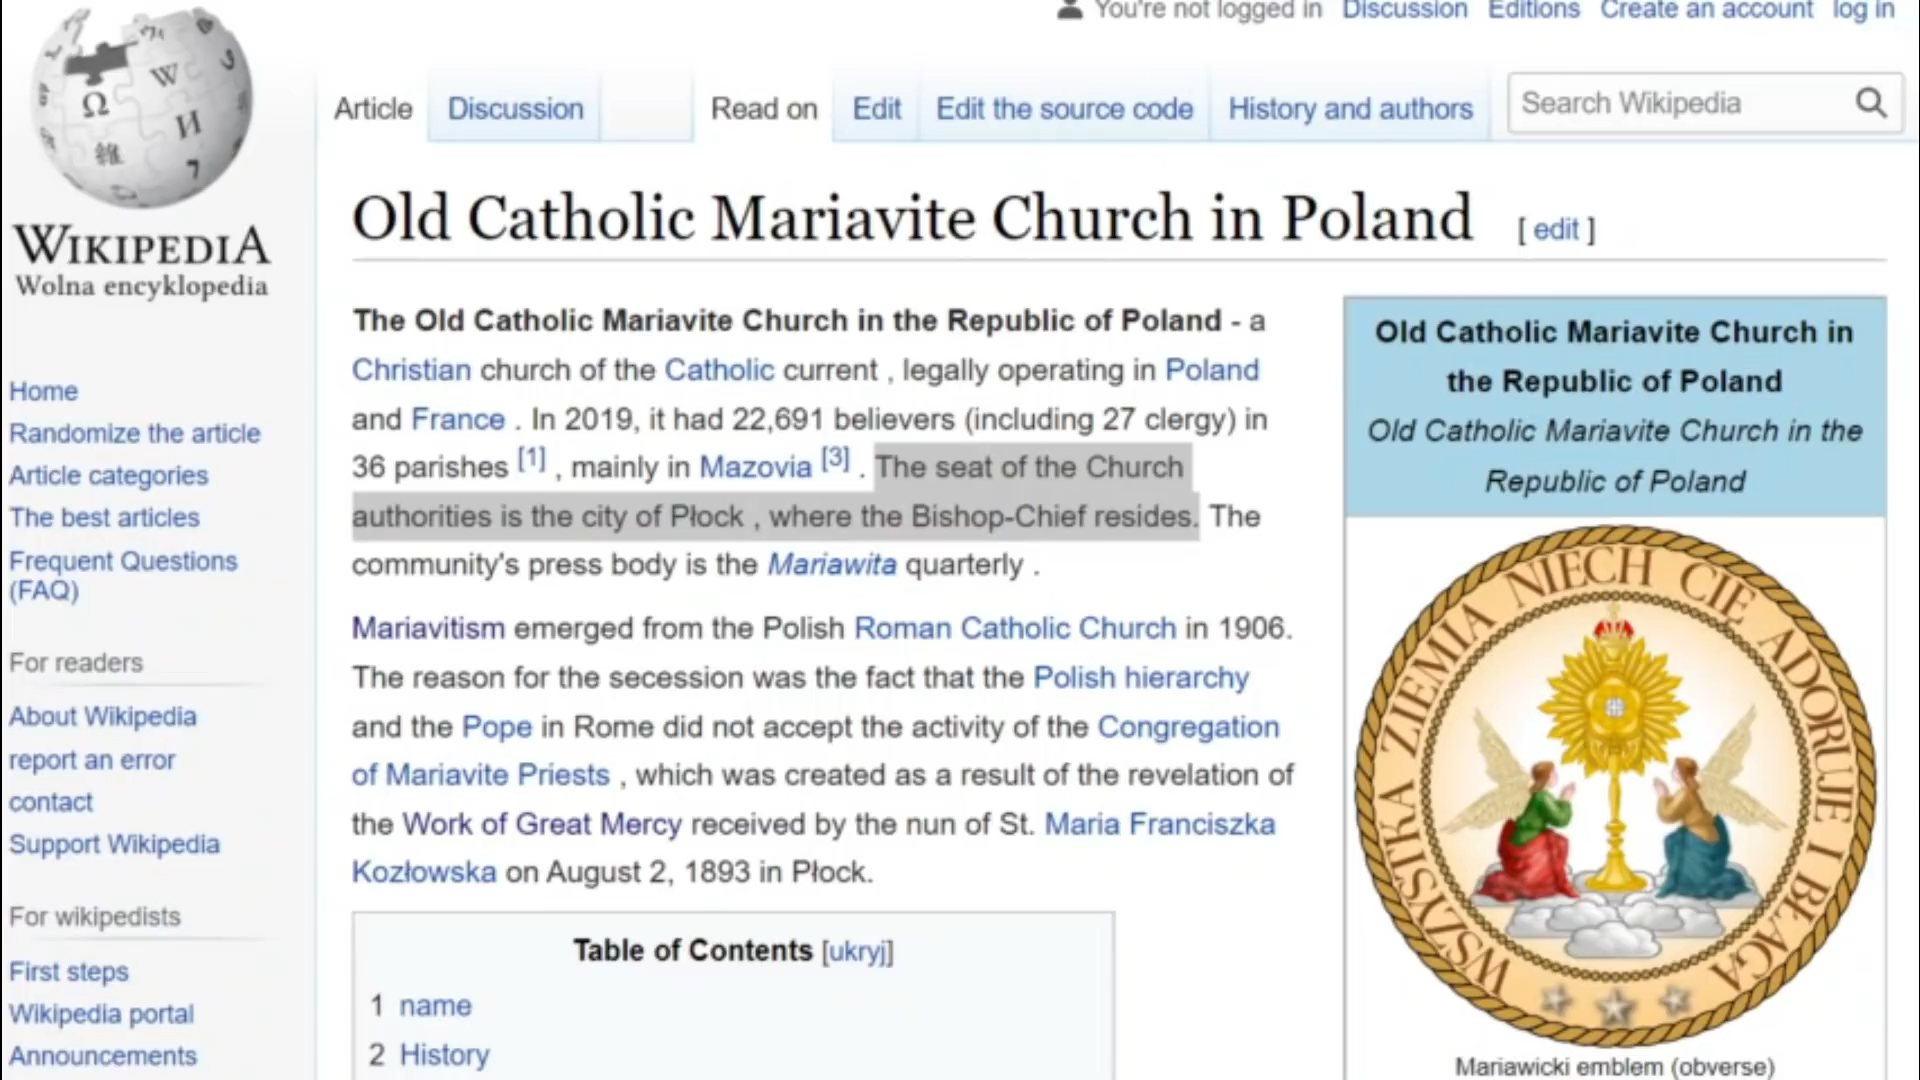 You're not logged in Discussion Editions Create an account log in
Article Discussion Read on Edit Edit the source code History and authors Search Wikipedia
WIKIPEDIA
Wolna encyklopedia
Home
Randomize the article
Article categories
The best articles
Frequent Questions
(FAQ)
For readers
About Wikipedia
report an error
contact
Support Wikipedia
For wikipedists
First steps
Wikipedia portal
Announcements
Old Catholic Mariavite Church in Poland [ edit ]
The Old Catholic Mariavite Church in the Republic of Poland - a
Christian church of the Catholic current , legally operating in Poland
and France . In 2019, it had 22,691 believers (including 27 clergy) in
36 parishes [1] , mainly in Mazovia [3] . The seat of the Church
authorities is the city of Płock , where the Bishop-Chief resides. The
community's press body is the Mariawita quarterly .
Mariavitism emerged from the Polish Roman Catholic Church in 1906.
The reason for the secession was the fact that the Polish hierarchy
and the Pope in Rome did not accept the activity of the Congregation
of Mariavite Priests , which was created as a result of the revelation of
the Work of Great Mercy received by the nun of St. Maria Franciszka
Kozłowska on August 2, 1893 in Płock.
Table of Contents [ukryj]
1 name
2 History
Old Catholic Mariavite Church in
the Republic of Poland
Old Catholic Mariavite Church in the
Republic of Poland
WSZYSTKA ZIEMIA NIECH CIĘ ADORUJE I BŁAGA
Mariawicki emblem (obverse)